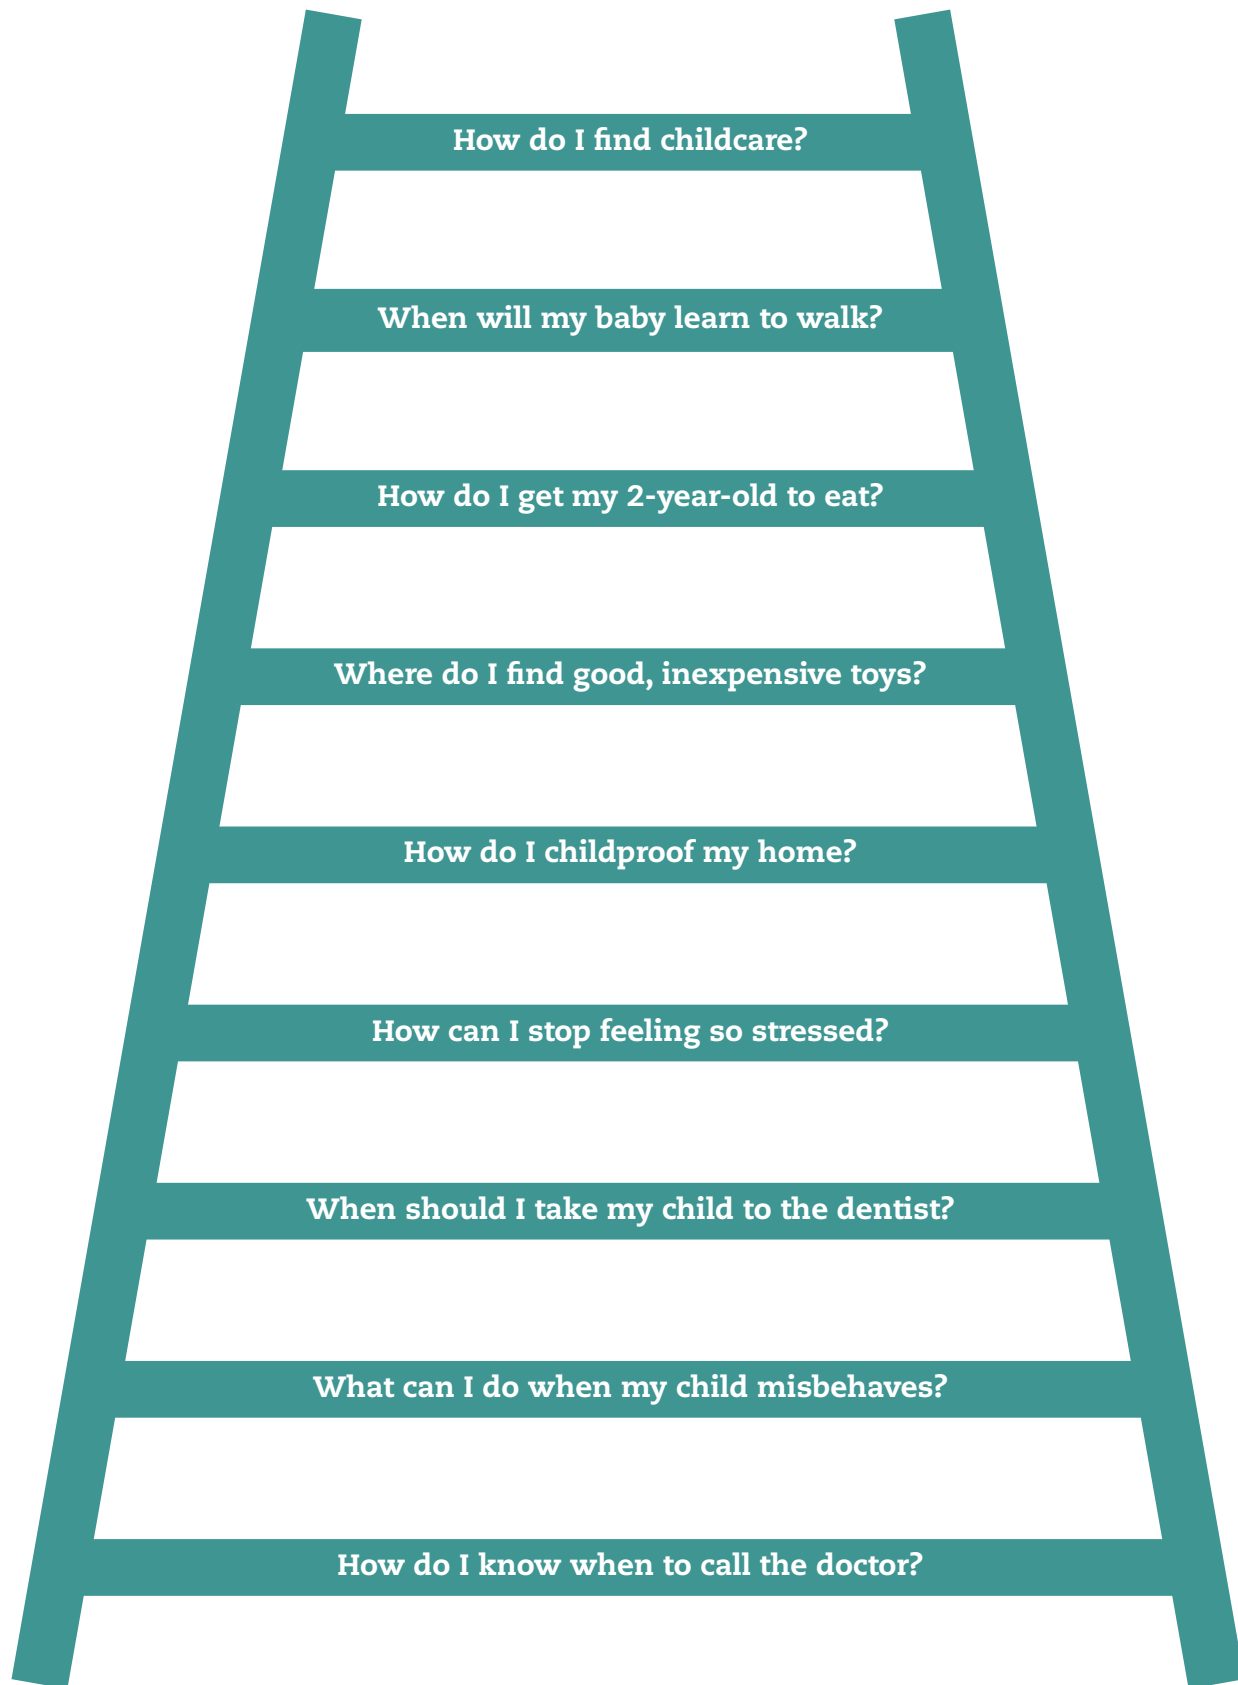 How do I find childcare?
When will my baby learn to walk?
How do I get my 2-year-old to eat?
Where do I find good, inexpensive toys?
How do I childproof my home?
How can I stop feeling so stressed?
When should I take my child to the dentist?
What can I do when my child misbehaves?
How do I know when to call the doctor?